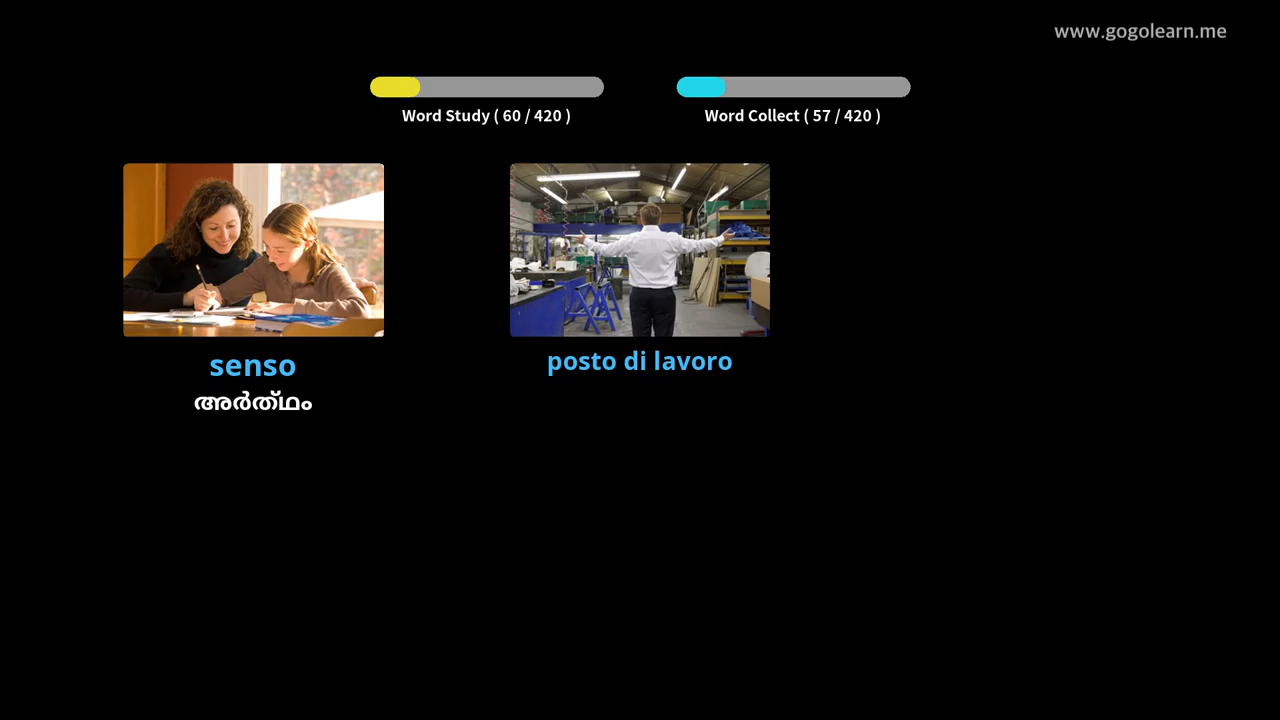 www.gogolearn.me
Word Study ( 60 / 420 )
Word Collect ( 57 / 420 )
senso
അർത്ഥം
posto di lavoro